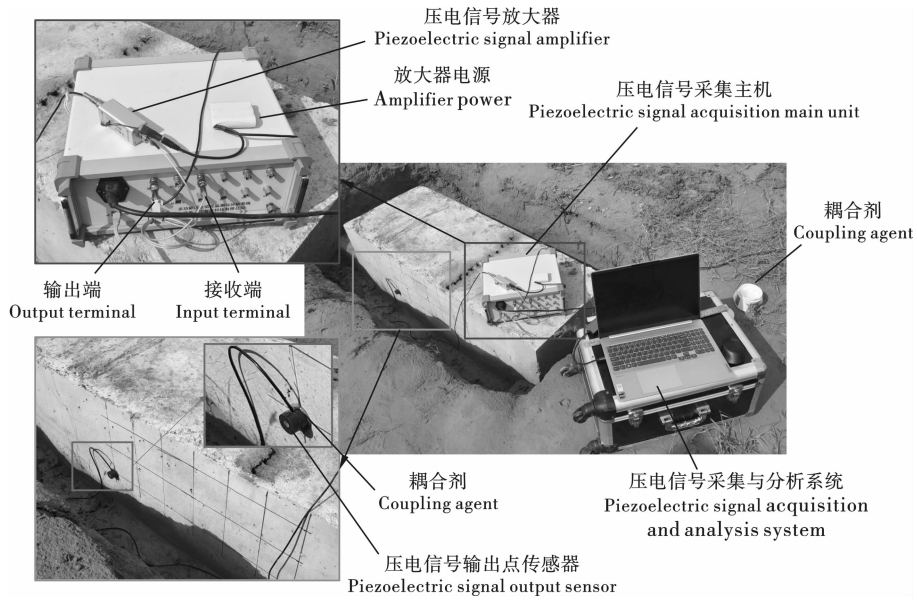 压电信号放大器
Piezoelectric signal amplifier
放大器电源
Amplifier power
压电信号采集主机
Piezoelectric signal acquisition main unit
耦合剂
Coupling agent
输出端
Output terminal
接收端
Input terminal
耦合剂
Coupling agent
压电信号采集与分析系统
Piezoelectric signal acquisition
and analysis system
压电信号输出点传感器
Piezoelectric signal output sensor